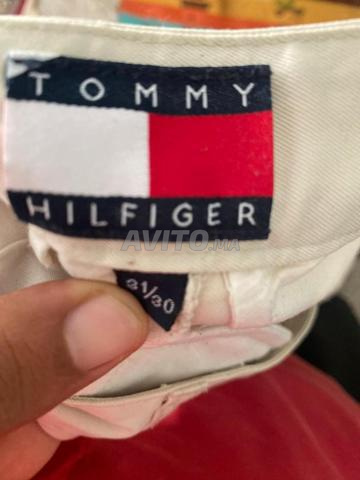 TOMMY
HILFIGER
AVITO.MA
31/30